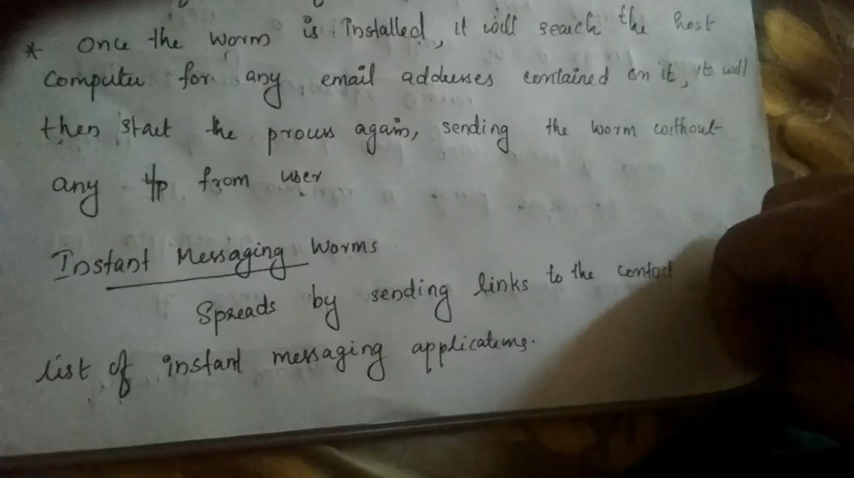 * Once the worm is installed, it will search the host
computer for any email addresses contained on it, it will
then start the process again, sending the worm without
any i/p from user
Instant Messaging Worms
Spreads by sending links to the contact
list of instant messaging applications.